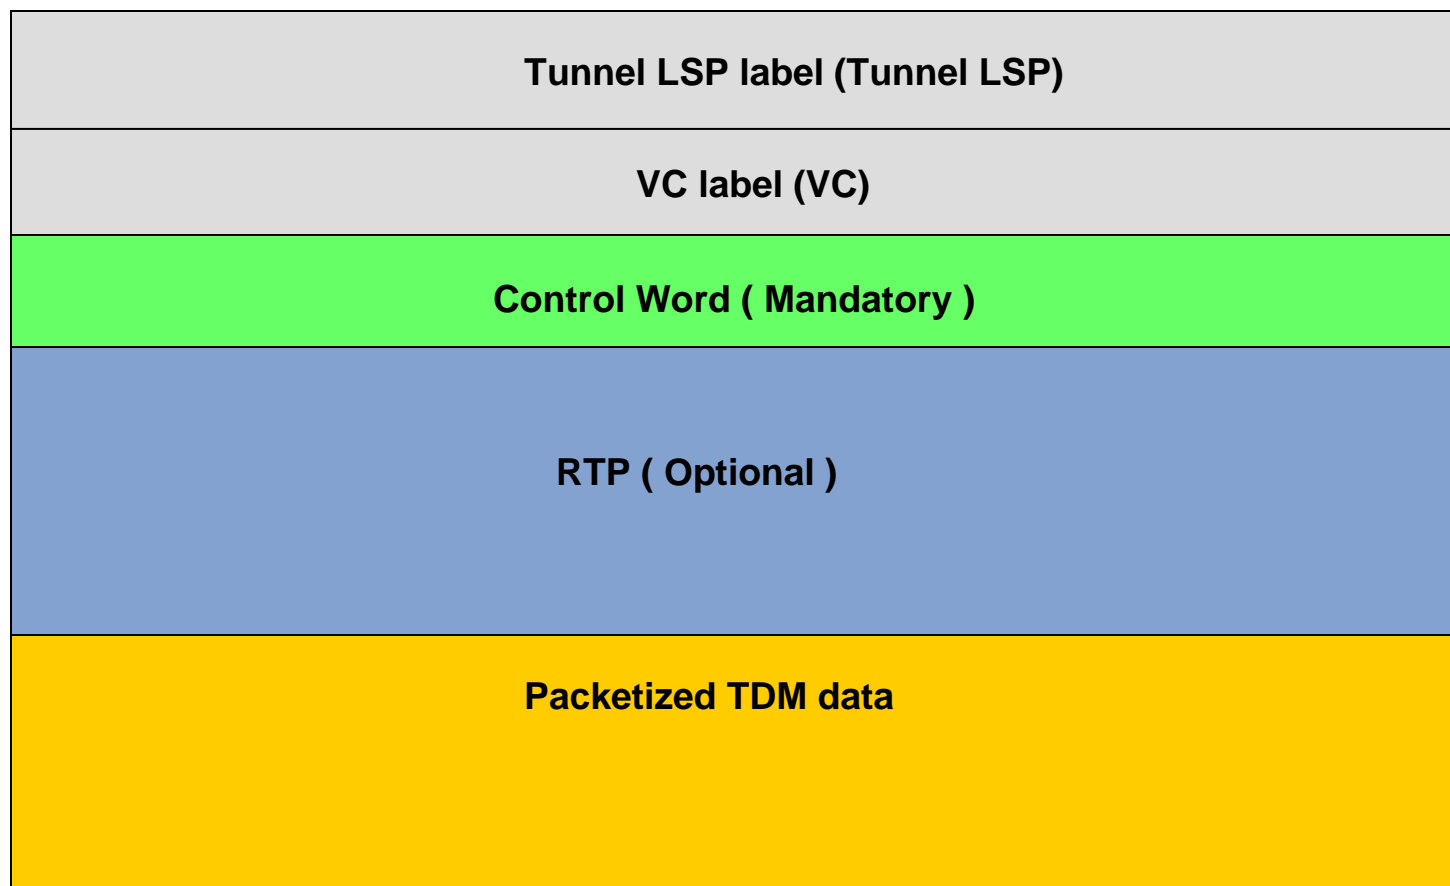 Tunnel LSP label (Tunnel LSP)
VC label (VC)
Control Word ( Mandatory )
RTP ( Optional )
Packetized TDM data